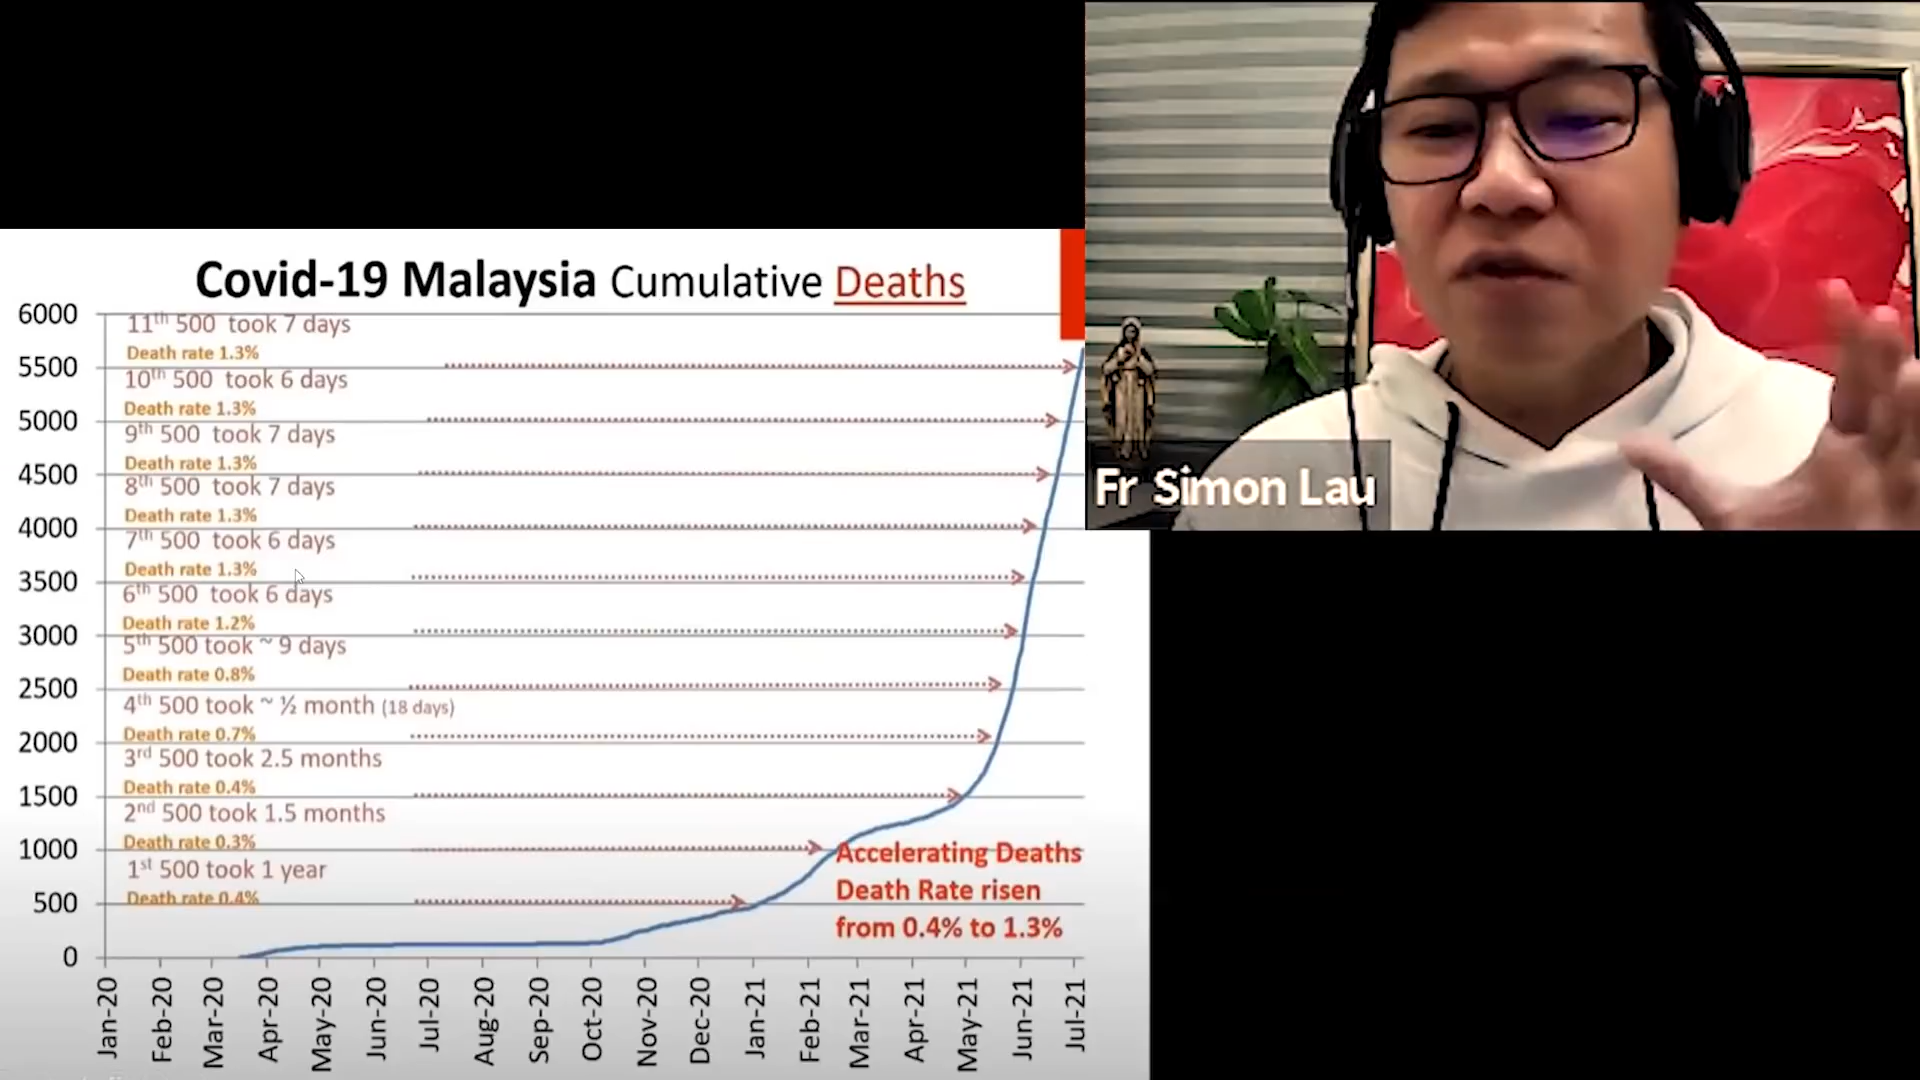 Covid-19 Malaysia Cumulative Deaths
6000
11th 500 took 7 days
Death rate 1.3%
5500
10th 500 took 6 days
Death rate 1.3%
5000
9th 500 took 7 days
Death rate 1.3%
4500
8th 500 took 7 days
Death rate 1.3%
4000
7th 500 took 6 days
Death rate 1.3%
3500
6th 500 took 6 days
Death rate 1.2%
3000
5th 500 took ~ 9 days
Death rate 0.8%
2500
4th 500 took ~ ½ month (18 days)
Death rate 0.7%
2000
3rd 500 took 2.5 months
Death rate 0.4%
1500
2nd 500 took 1.5 months
Death rate 0.3%
1000
1st 500 took 1 year
Death rate 0.4%
500
0
Accelerating Deaths
Death Rate risen
from 0.4% to 1.3%
Jan-20
Feb-20
Mar-20
Apr-20
May-20
Jun-20
Jul-20
Aug-20
Sep-20
Oct-20
Nov-20
Dec-20
Jan-21
Feb-21
Mar-21
Apr-21
May-21
Jun-21
Jul-21
Fr Simon Lau